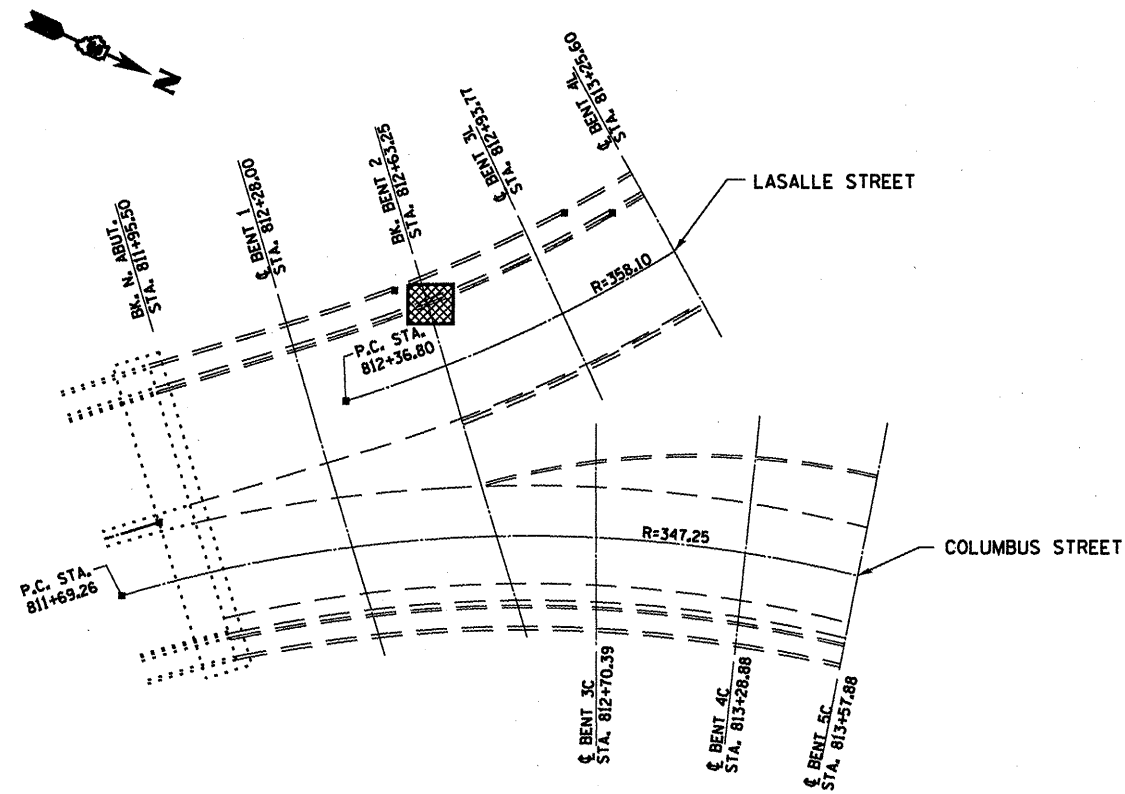 N
BK. N. ABUT.
STA. 811+95.50
℄ BENT 1
STA. 812+28.00
BK. BENT 2
STA. 812+63.25
℄ BENT 3L
STA. 812+93.77
℄ BENT 4L
STA. 813+25.60
LASALLE STREET
R=358.10
P.C. STA.
812+36.80
R=347.25
COLUMBUS STREET
P.C. STA.
811+69.26
℄ BENT 3C
STA. 812+70.39
℄ BENT 4C
STA. 813+28.88
℄ BENT 5C
STA. 813+57.88